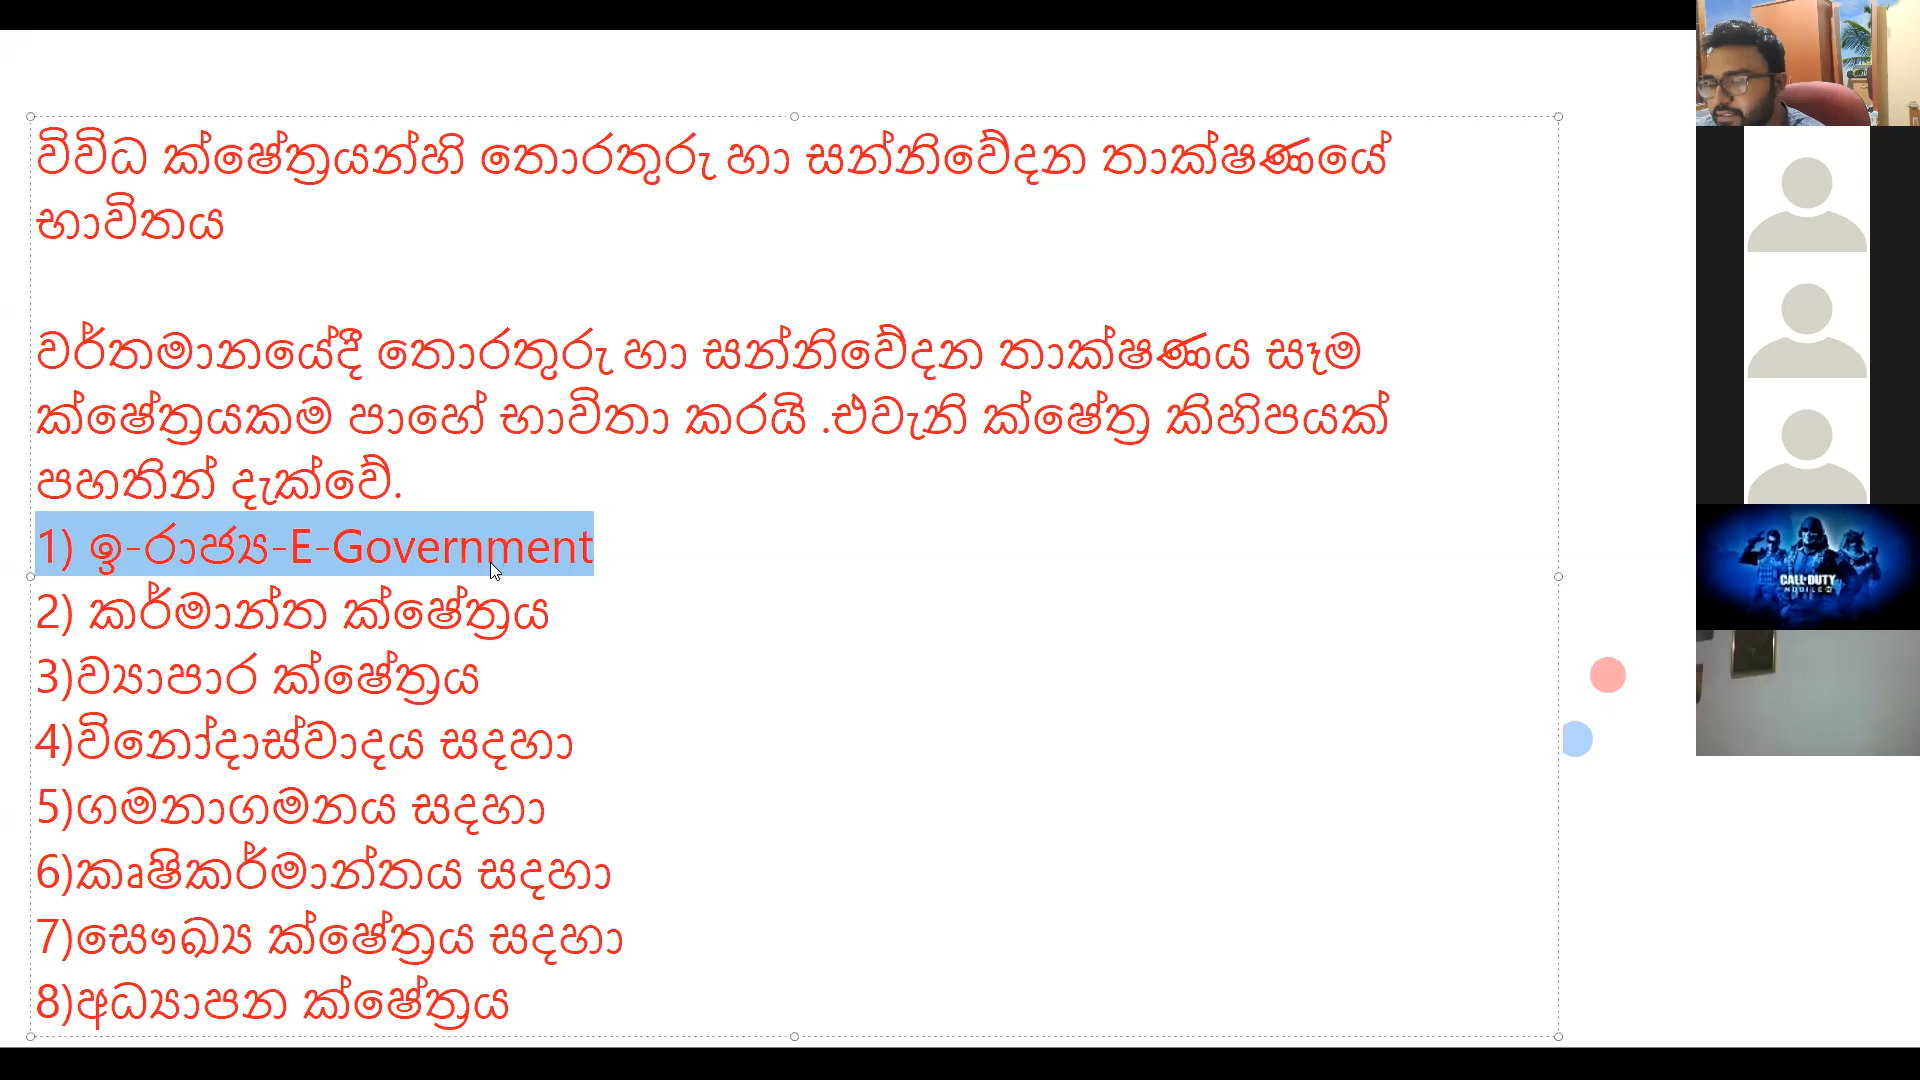 විවිධ ක්ෂේත්‍රයන්හි තොරතුරු හා සන්නිවේදන තාක්ෂණයේ
භාවිතය
වර්තමානයේදී තොරතුරු හා සන්නිවේදන තාක්ෂණය සෑම
ක්ෂේත්‍රයකම පාහේ භාවිතා කරයි .එවැනි ක්ෂේත්‍ර කිහිපයක්
පහතින් දැක්වේ.
1) ඉ-රාජ්‍ය-E-Government
2) කර්මාන්ත ක්ෂේත්‍රය
3)ව්‍යාපාර ක්ෂේත්‍රය
4)විනෝදාස්වාදය සදහා
5)ගමනාගමනය සදහා
6)කෘෂිකර්මාන්තය සදහා
7)සෞඛ්‍ය ක්ෂේත්‍රය සදහා
8)අධ්‍යාපන ක්ෂේත්‍රය
CALL OF DUTY
MOBILE